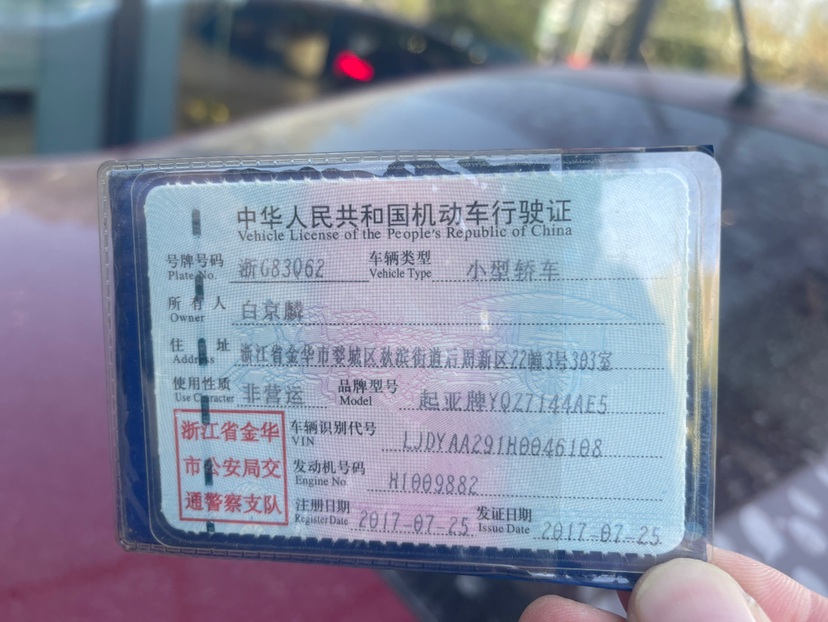 中华人民共和国机动车行驶证
Vehicle License of the People's Republic of China
号牌号码 浙G83Q62 车辆类型 小型轿车
Plate No. Vehicle Type
所有人 白京麟
Owner
住址 浙江省金华市婺城区秋滨街道后周新区22幢3号303室
Address
使用性质 非营运 品牌型号 起亚牌YQZ7144AE5
Use Character Model
浙江省金华
市公安局交
通警察支队
车辆识别代号 LJDYAA291H0046108
VIN
发动机号码 H1009882
Engine No
注册日期 2017-07-25 发证日期 2017-07-25
Register Date Issue Date